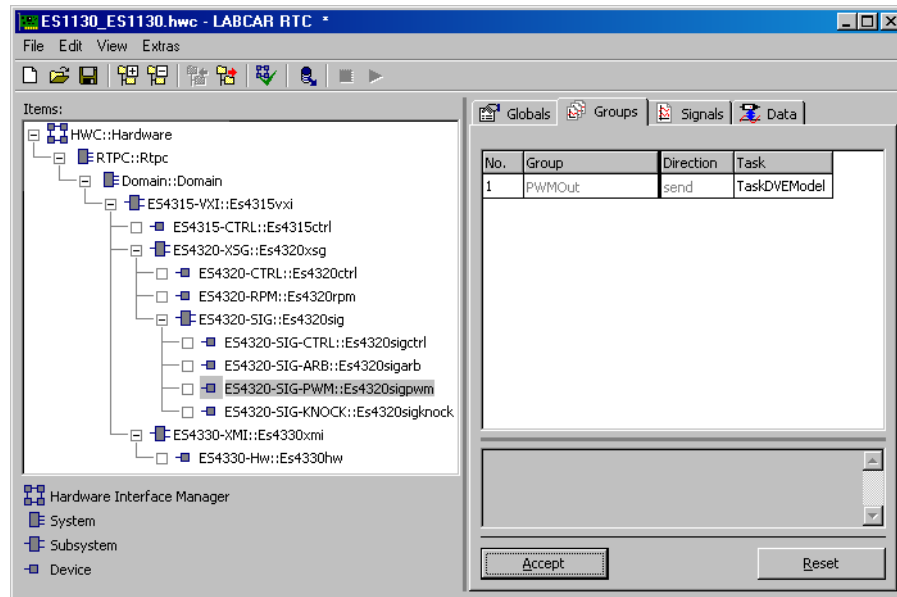 ES1130_ES1130.hwc - LABCAR RTC *
File Edit View Extras
Items:
HWC::Hardware
RTPC::Rtpc
Domain::Domain
ES4315-VXI::Es4315vxi
ES4315-CTRL::Es4315ctrl
ES4320-XSG::Es4320xsg
ES4320-CTRL::Es4320ctrl
ES4320-RPM::Es4320rpm
ES4320-SIG::Es4320sig
ES4320-SIG-CTRL::Es4320sigctrl
ES4320-SIG-ARB::Es4320sigarb
ES4320-SIG-PWM::Es4320sigpwm
ES4320-SIG-KNOCK::Es4320sigknock
ES4330-XMI::Es4330xmi
ES4330-Hw::Es4330hw
Hardware Interface Manager
System
Subsystem
Device
Globals Groups Signals Data
No. Group Direction Task
1 PWMOut send TaskDVEModel
Accept Reset